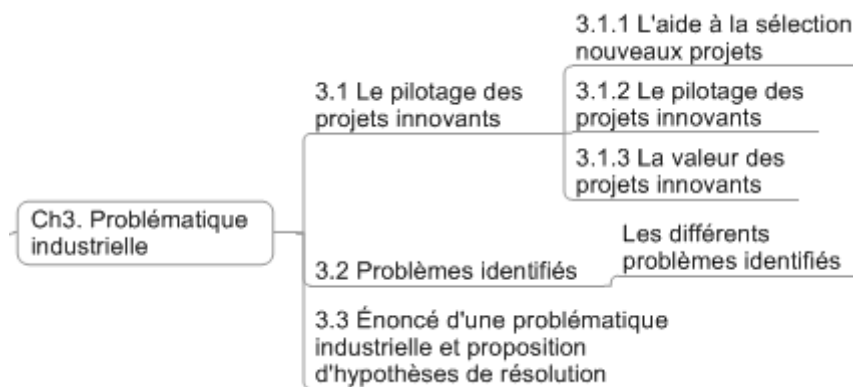 Ch3. Problématique
industrielle
3.1 Le pilotage des
projets innovants
3.1.1 L'aide à la sélection
nouveaux projets
3.1.2 Le pilotage des
projets innovants
3.1.3 La valeur des
projets innovants
3.2 Problèmes identifiés
Les différents
problèmes identifiés
3.3 Énoncé d'une problématique
industrielle et proposition
d'hypothèses de résolution